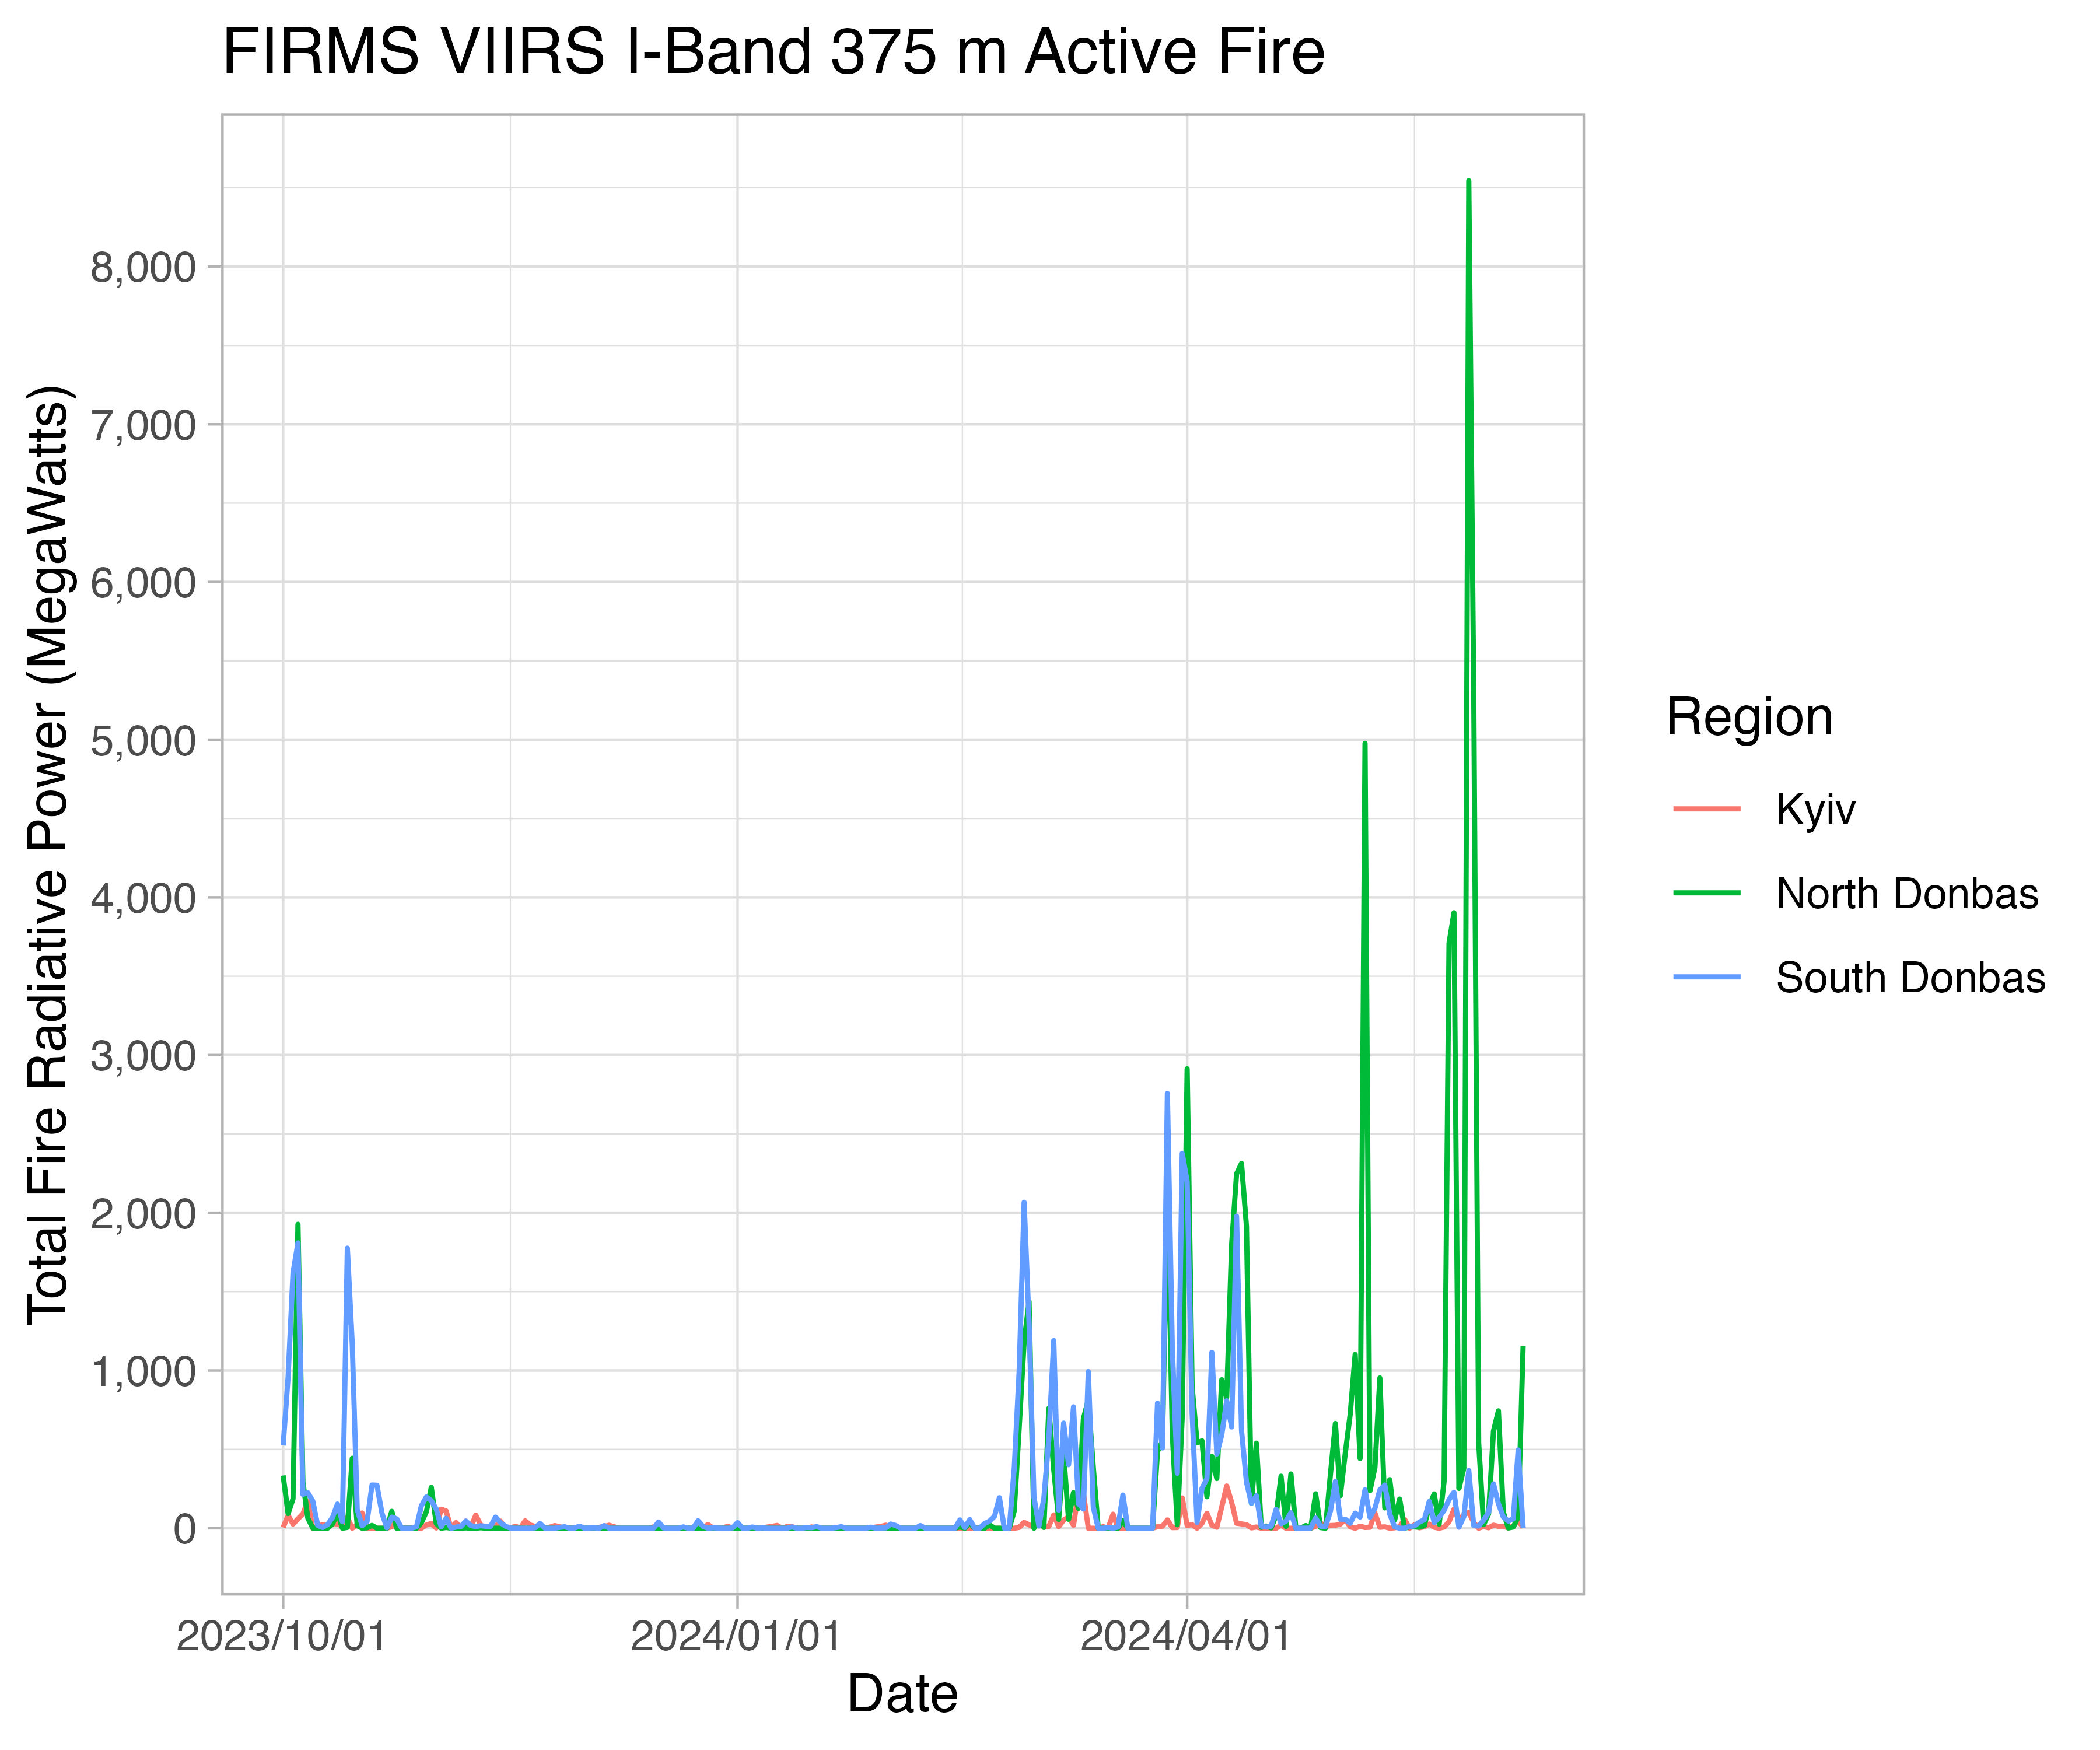 FIRMS VIIRS I-Band 375 m Active Fire
Total Fire Radiative Power (MegaWatts)
8,000
7,000
6,000
5,000
4,000
3,000
2,000
1,000
0
2023/10/01
2024/01/01
2024/04/01
Date
Region
Kyiv
North Donbas
South Donbas